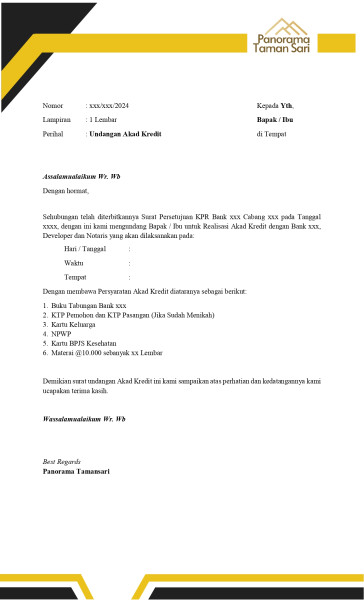 Panorama
Taman Sari
Nomor : xxx/xxx/2024 Kepada Yth,
Lampiran : 1 Lembar Bapak / Ibu
Perihal : Undangan Akad Kredit di Tempat
Assalamualaikum Wr. Wb
Dengan hormat,
Sehubungan telah diterbitkannya Surat Persetujuan KPR Bank xxx Cabang xxx pada Tanggal
xxxx, dengan ini kami mengundang Bapak / Ibu untuk Realisasi Akad Kredit dengan Bank xxx,
Developer dan Notaris yang akan dilaksanakan pada:
Hari / Tanggal :
Waktu :
Tempat :
Dengan membawa Persyaratan Akad Kredit diataranya sebagai berikut:
1. Buku Tabungan Bank xxx
2. KTP Pemohon dan KTP Pasangan (Jika Sudah Menikah)
3. Kartu Keluarga
4. NPWP
5. Kartu BPJS Kesehatan
6. Materai @10.000 sebanyak xx Lembar
Demikian surat undangan Akad Kredit ini kami sampaikan atas perhatian dan kedatangannya kami
ucapakan terima kasih.
Wassalamualaikum Wr. Wb
Best Regards
Panorama Tamansari